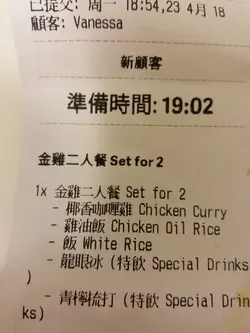 已提交: 周一 18:54,23 4月 18
顧客: Vanessa
新顧客
準備時間: 19:02
金雞二人餐 Set for 2
1x 金雞二人餐 Set for 2
- 椰香咖喱雞 Chicken Curry
- 雞油飯 Chicken Oil Rice
- 飯 White Rice
- 龍眼冰 (特飲 Special Drinks
)
- 青檸梳打 (特飲 Special Drin
ks)